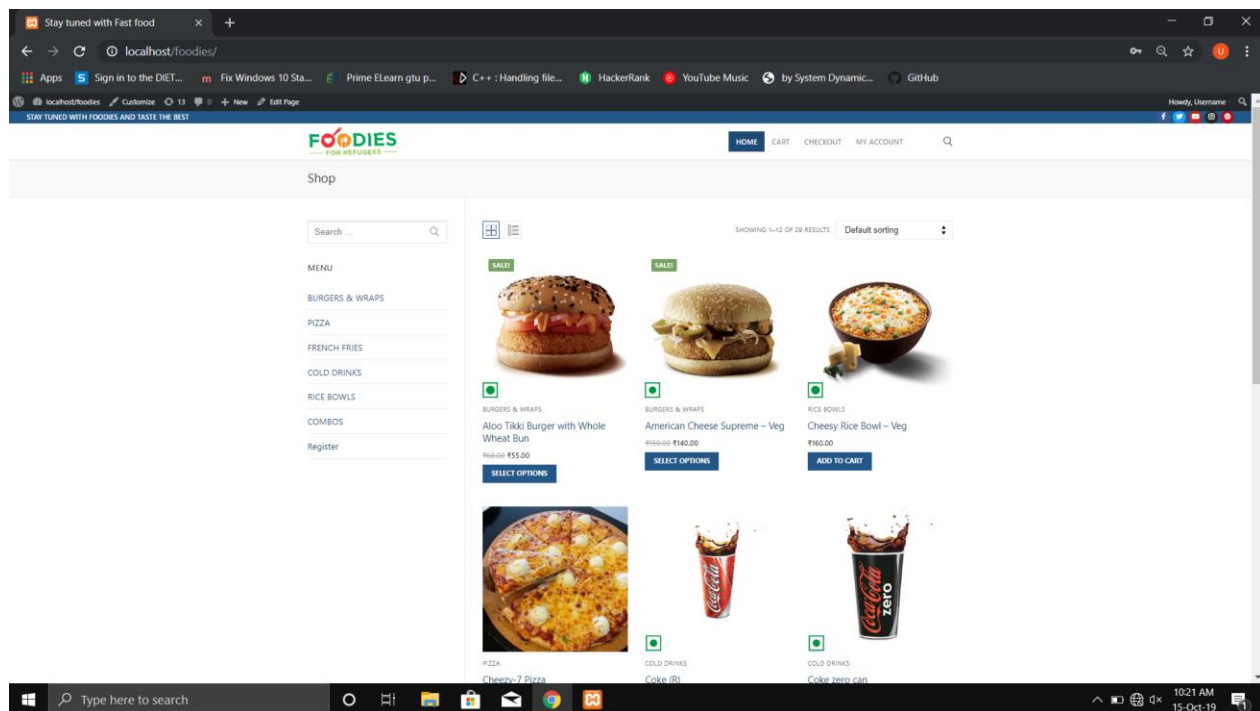 Stay tuned with Fast food
localhost/foodies/
Apps
Sign in to the DIET...
Fix Windows 10 Sta...
Prime ELearn gtu p...
C++ : Handling file...
HackerRank
YouTube Music
by System Dynamic...
GitHub
localhost/foodies Customize 13 0 + New Edit Page Howdy, Username
STAY TUNED WITH FOODIES AND TASTE THE BEST
FOODIES
FOR REFUGEES
HOME CART CHECKOUT MY ACCOUNT
Shop
Search ...
MENU
BURGERS & WRAPS
PIZZA
FRENCH FRIES
COLD DRINKS
RICE BOWLS
COMBOS
Register
SHOWING 1–12 OF 29 RESULTS Default sorting
SALE!
BURGERS & WRAPS
Aloo Tikki Burger with Whole
Wheat Bun
₹60.00 ₹55.00
SELECT OPTIONS
SALE!
BURGERS & WRAPS
American Cheese Supreme – Veg
₹150.00 ₹140.00
SELECT OPTIONS
RICE BOWLS
Cheesy Rice Bowl – Veg
₹160.00
ADD TO CART
PIZZA
Cheezy-7 Pizza
Coca-Cola
COLD DRINKS
Coke (R)
Coca-Cola
zero
COLD DRINKS
Coke zero can
Type here to search
10:21 AM
15-Oct-19